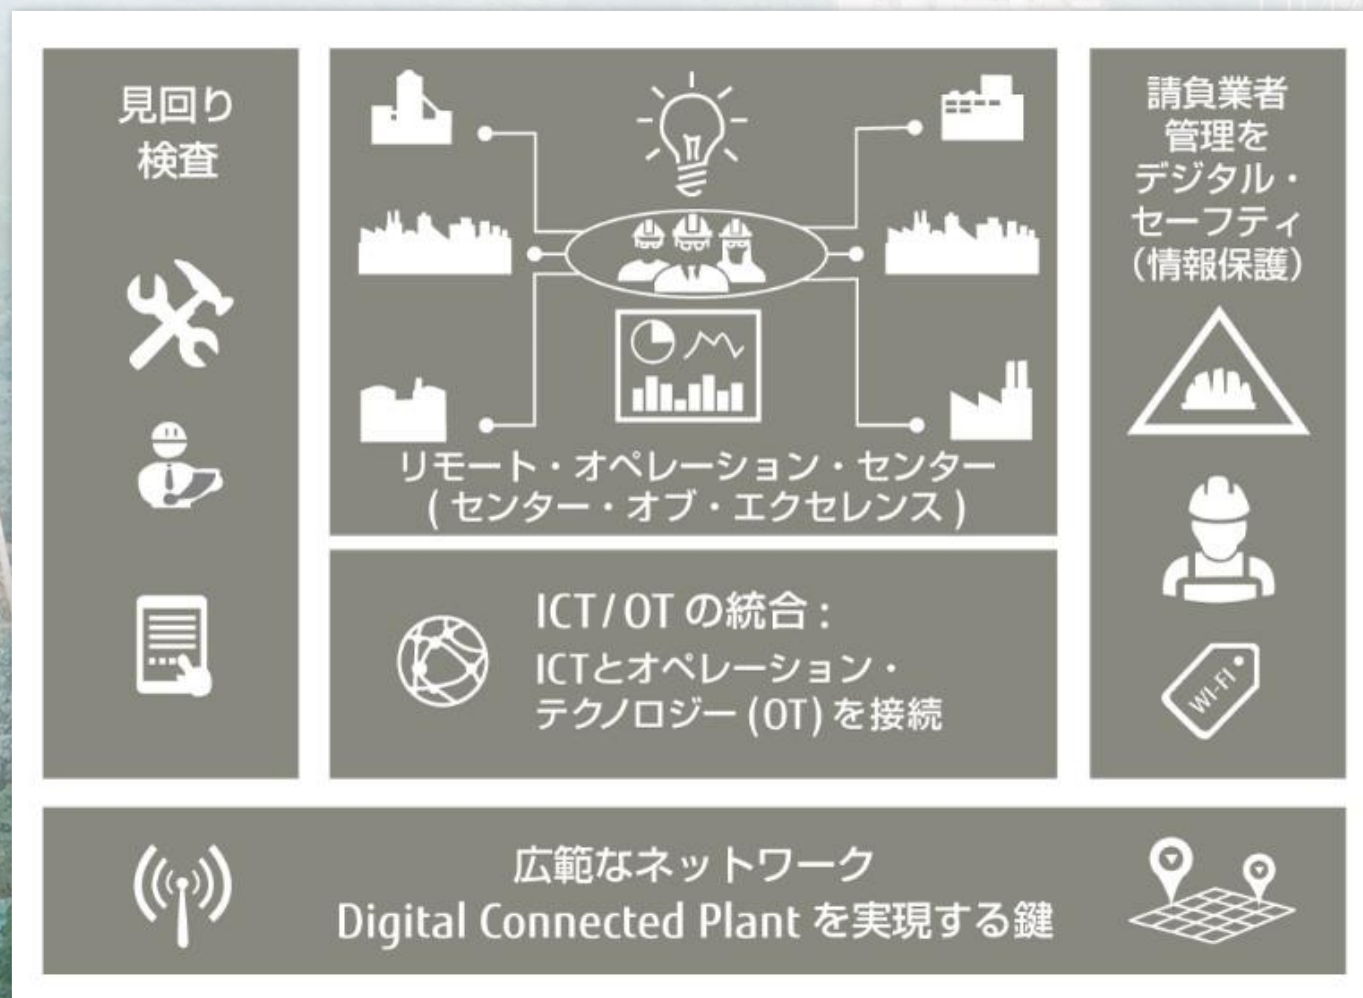 見回り
検査
リモート・オペレーション・センター
( センター・オブ・エクセレンス )
請負業者
管理を
デジタル・
セーフティ
(情報保護)
WI-FI
ICT/OT の統合 :
ICTとオペレーション・
テクノロジー (OT) を接続
広範なネットワーク
Digital Connected Plant を実現する鍵